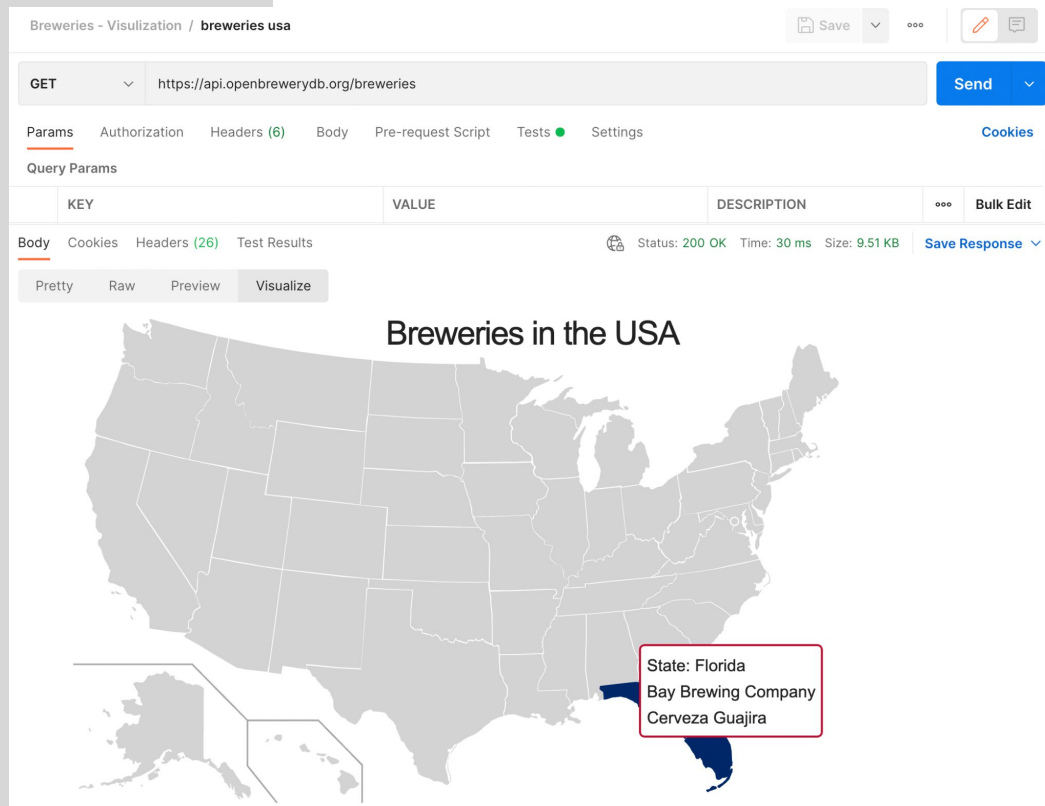 Breweries - Visulization / breweries usa
Save
GET
https://api.openbrewerydb.org/breweries
Send
Params Authorization Headers (6) Body Pre-request Script Tests Settings Cookies
Query Params
KEY VALUE DESCRIPTION Bulk Edit
Body Cookies Headers (26) Test Results Status: 200 OK Time: 30 ms Size: 9.51 KB Save Response
Pretty Raw Preview Visualize
Breweries in the USA
State: Florida
Bay Brewing Company
Cerveza Guajira